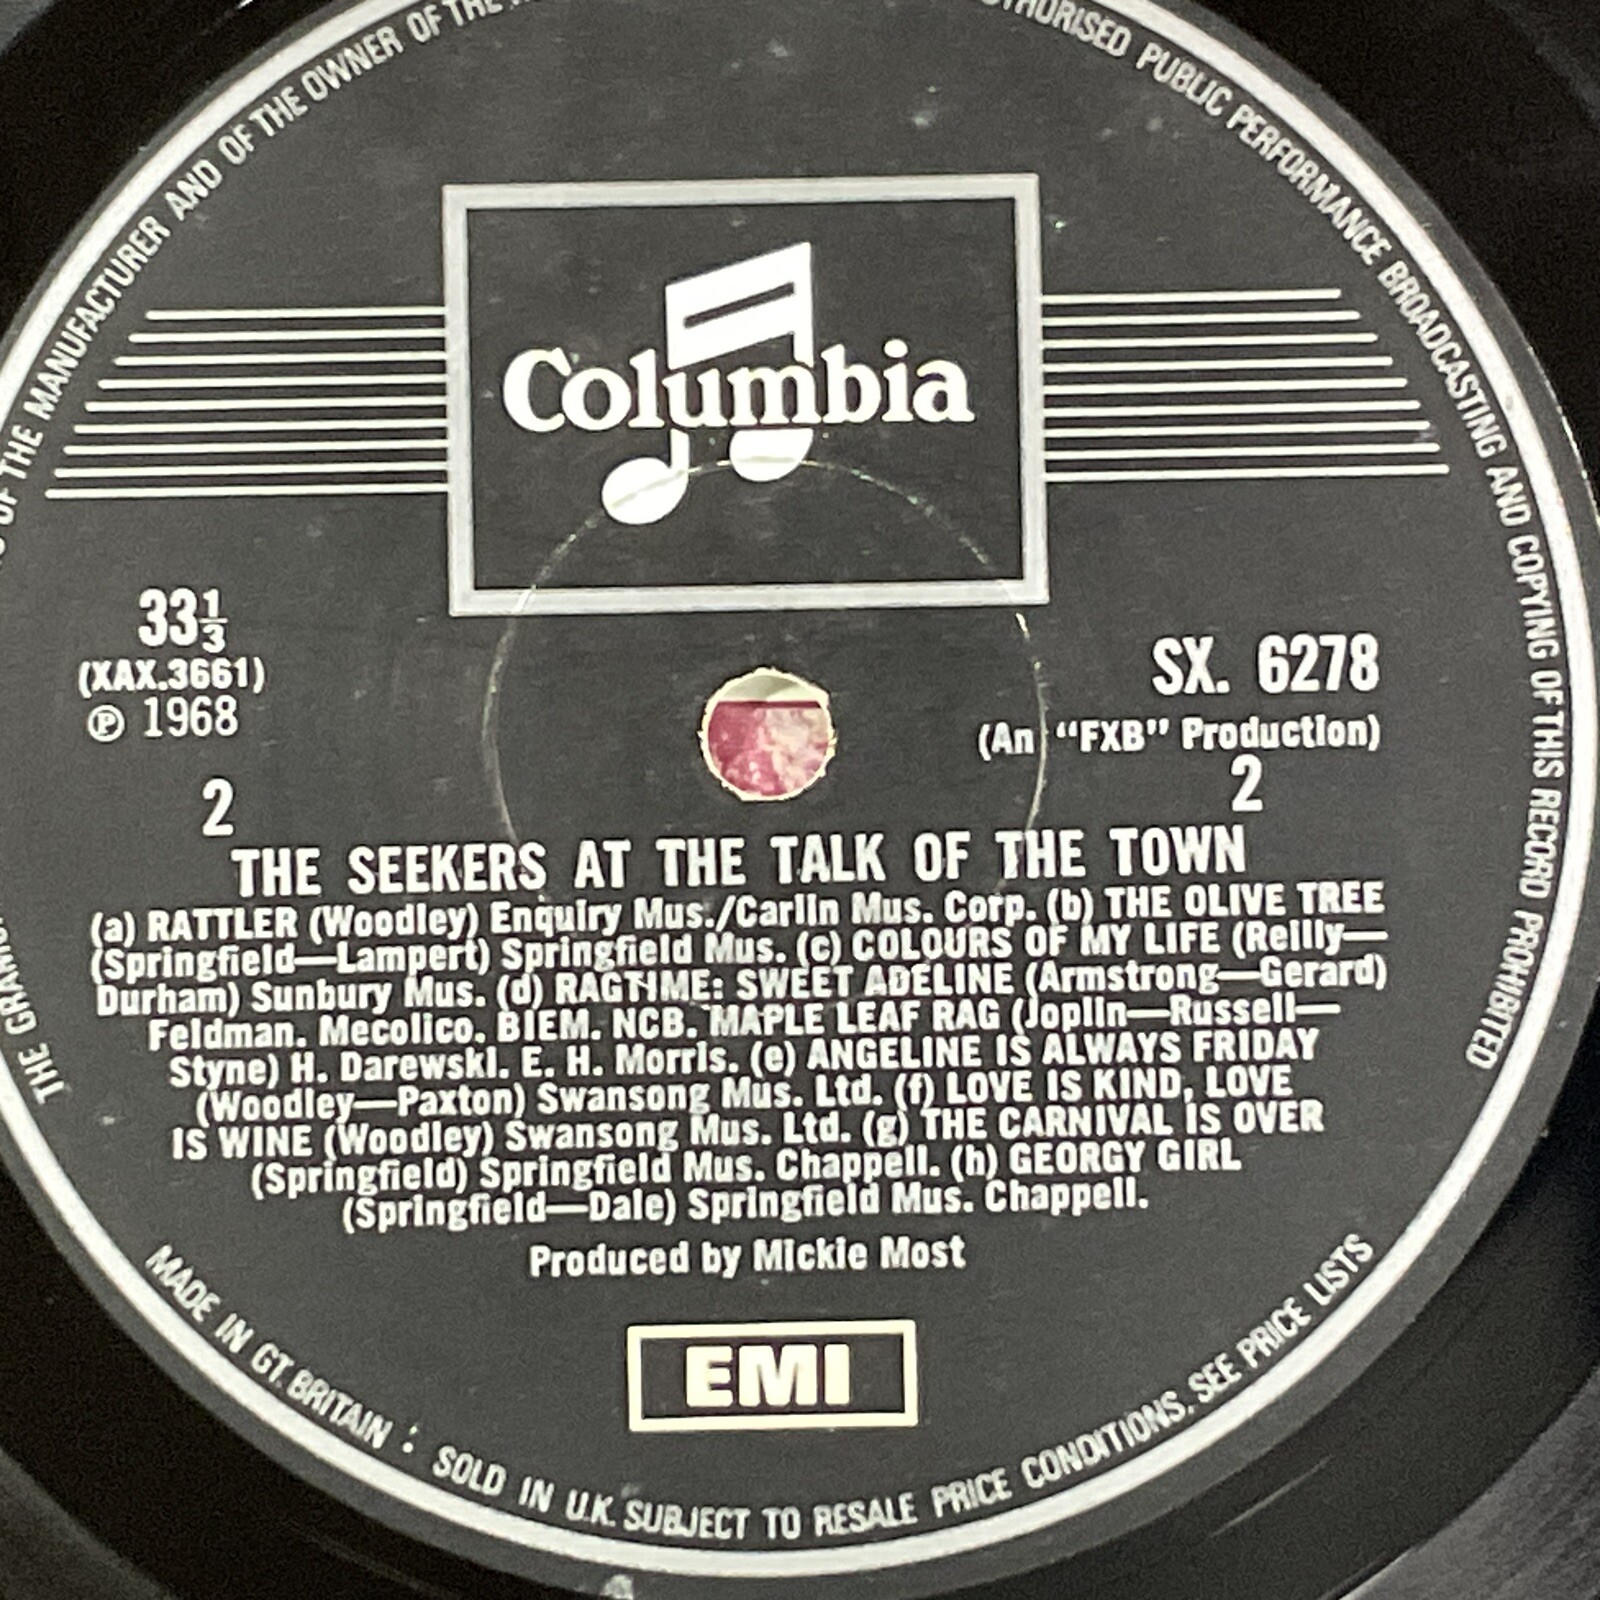 THE GRAM
OF THE MANUFACTURER AND OF THE OWNER OF THE
AUTHORISED PUBLIC PERFORMANCE BROADCASTING AND COPYING OF THIS RECORD PROHIBITED
Columbia
33⅓
(XAX.3661)
℗ 1968
SX. 6278
(An "FXB" Production)
2
2
THE SEEKERS AT THE TALK OF THE TOWN
(a) RATTLER (Woodley) Enquiry Mus./Carlin Mus. Corp. (b) THE OLIVE TREE
(Springfield—Lampert) Springfield Mus. (c) COLOURS OF MY LIFE (Reilly—
Durham) Sunbury Mus. (d) RAGTIME: SWEET ADELINE (Armstrong—Gerard)
Feldman. Mecolico. BIEM. NCB. MAPLE LEAF RAG (Joplin—Russell—
Styne) H. Darewski. E. H. Morris. (e) ANGELINE IS ALWAYS FRIDAY
(Woodley—Paxton) Swansong Mus. Ltd. (f) LOVE IS KIND, LOVE
IS WINE (Woodley) Swansong Mus. Ltd. (g) THE CARNIVAL IS OVER
(Springfield) Springfield Mus. Chappell. (h) GEORGY GIRL
(Springfield—Dale) Springfield Mus. Chappell.
Produced by Mickie Most
EMI
MADE IN GT. BRITAIN : SOLD IN U.K. SUBJECT TO RESALE PRICE CONDITIONS, SEE PRICE LISTS